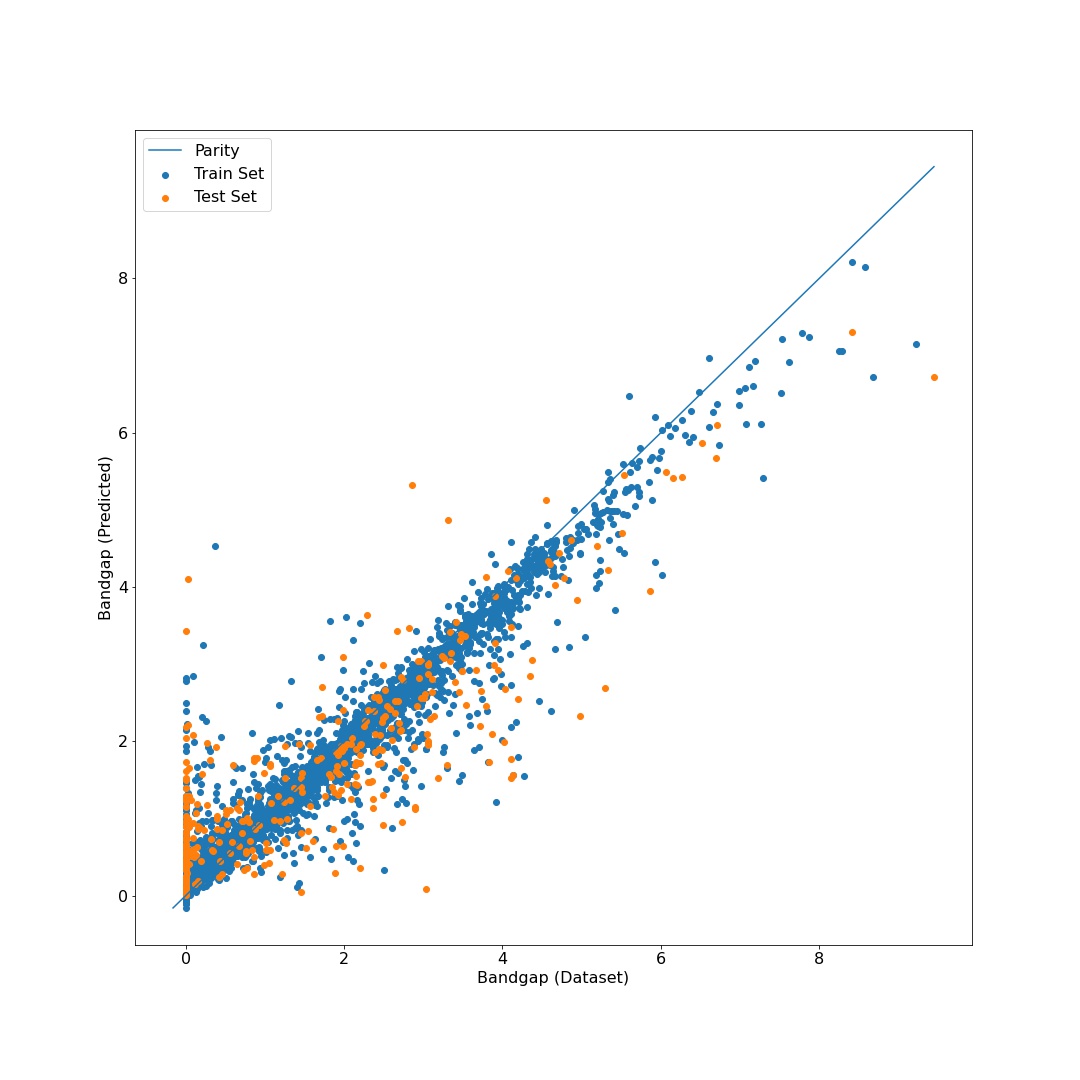 Parity
Train Set
Test Set
8
6
4
2
0
Bandgap (Predicted)
0 2 4 6 8
Bandgap (Dataset)